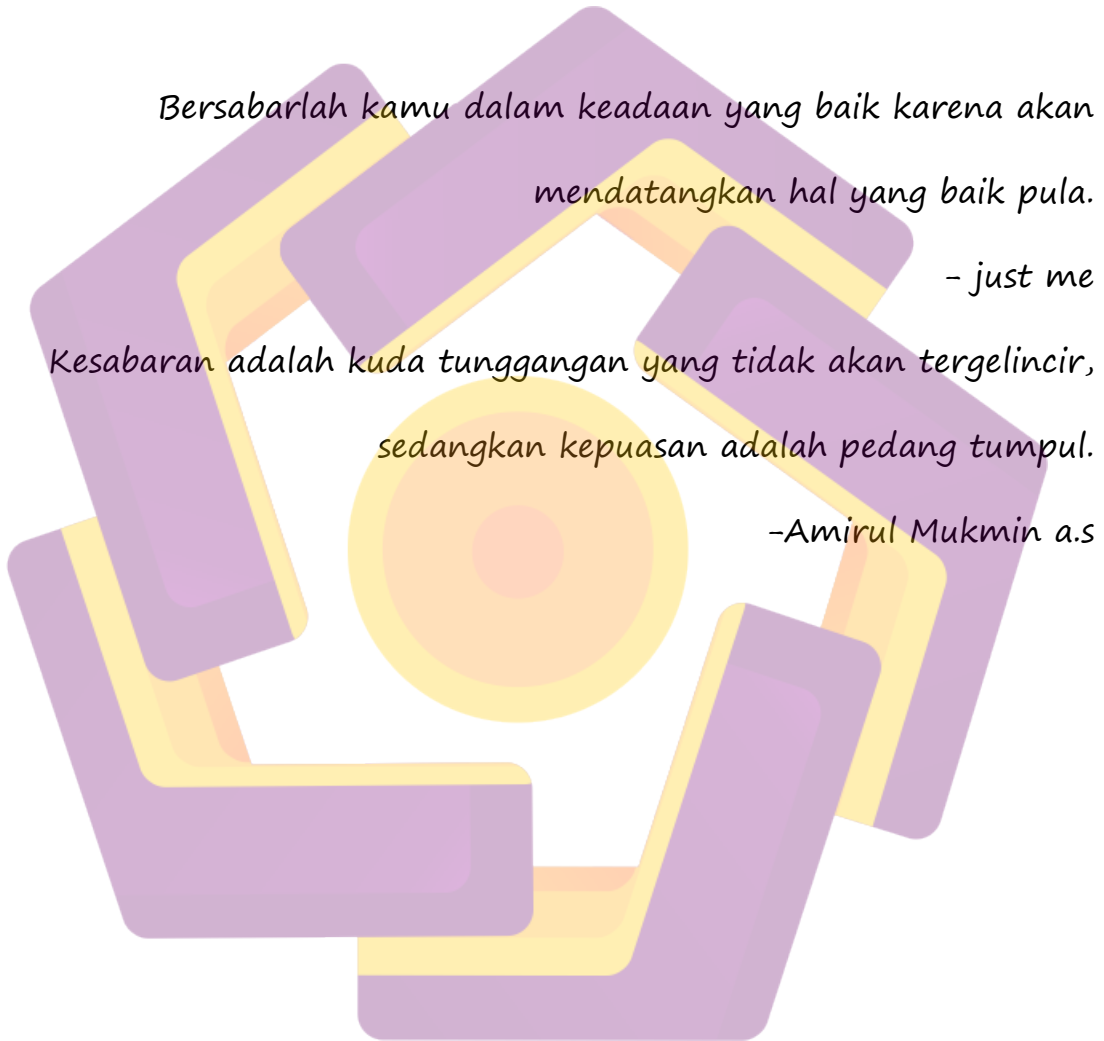 Bersabarlah kamu dalam keadaan yang baik karena akan
mendatangkan hal yang baik pula.
- just me
Kesabaran adalah kuda tunggangan yang tidak akan tergelincir,
sedangkan kepuasan adalah pedang tumpul.
-Amirul Mukmin a.s